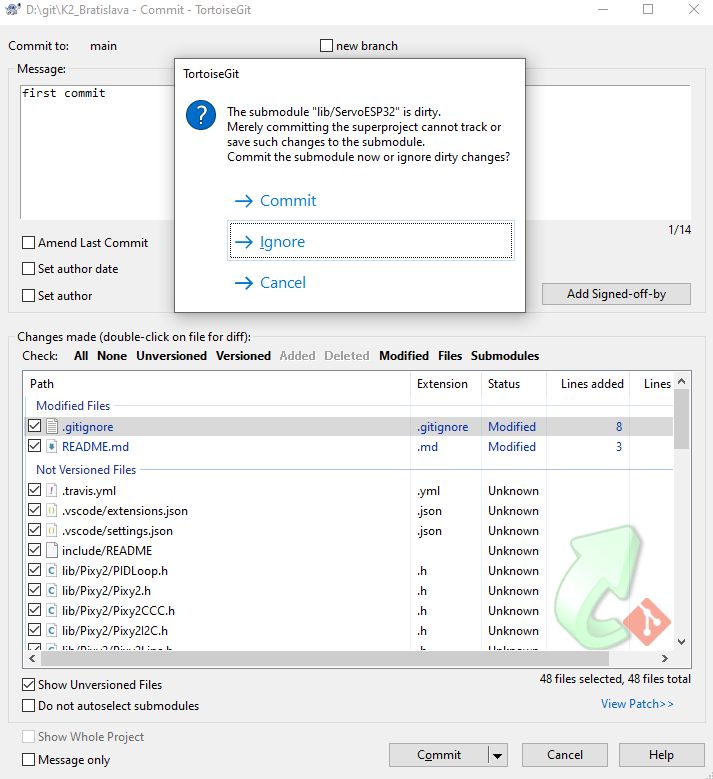 D:\git\K2_Bratislava - Commit - TortoiseGit
Commit to: main
new branch
Message:
first commit
TortoiseGit
The submodule "lib/ServoESP32" is dirty.
Merely committing the superproject cannot track or
save such changes to the submodule.
Commit the submodule now or ignore dirty changes?
Commit
Ignore
Cancel
1/14
Amend Last Commit
Set author date
Set author
Add Signed-off-by
Changes made (double-click on file for diff):
Check: All None Unversioned Versioned Added Deleted Modified Files Submodules
Path Extension Status Lines added Lines
Modified Files
.gitignore .gitignore Modified 8
README.md .md Modified 3
Not Versioned Files
.travis.yml .yml Unknown
.vscode/extensions.json .json Unknown
.vscode/settings.json .json Unknown
include/README Unknown
lib/Pixy2/PIDLoop.h .h Unknown
lib/Pixy2/Pixy2.h .h Unknown
lib/Pixy2/Pixy2CCC.h .h Unknown
lib/Pixy2/Pixy2I2C.h .h Unknown
lib/Pixy2/Pixy2Line.h .h Unknown
Show Unversioned Files
48 files selected, 48 files total
Do not autoselect submodules
View Patch>>
Show Whole Project
Message only
Commit
Cancel
Help